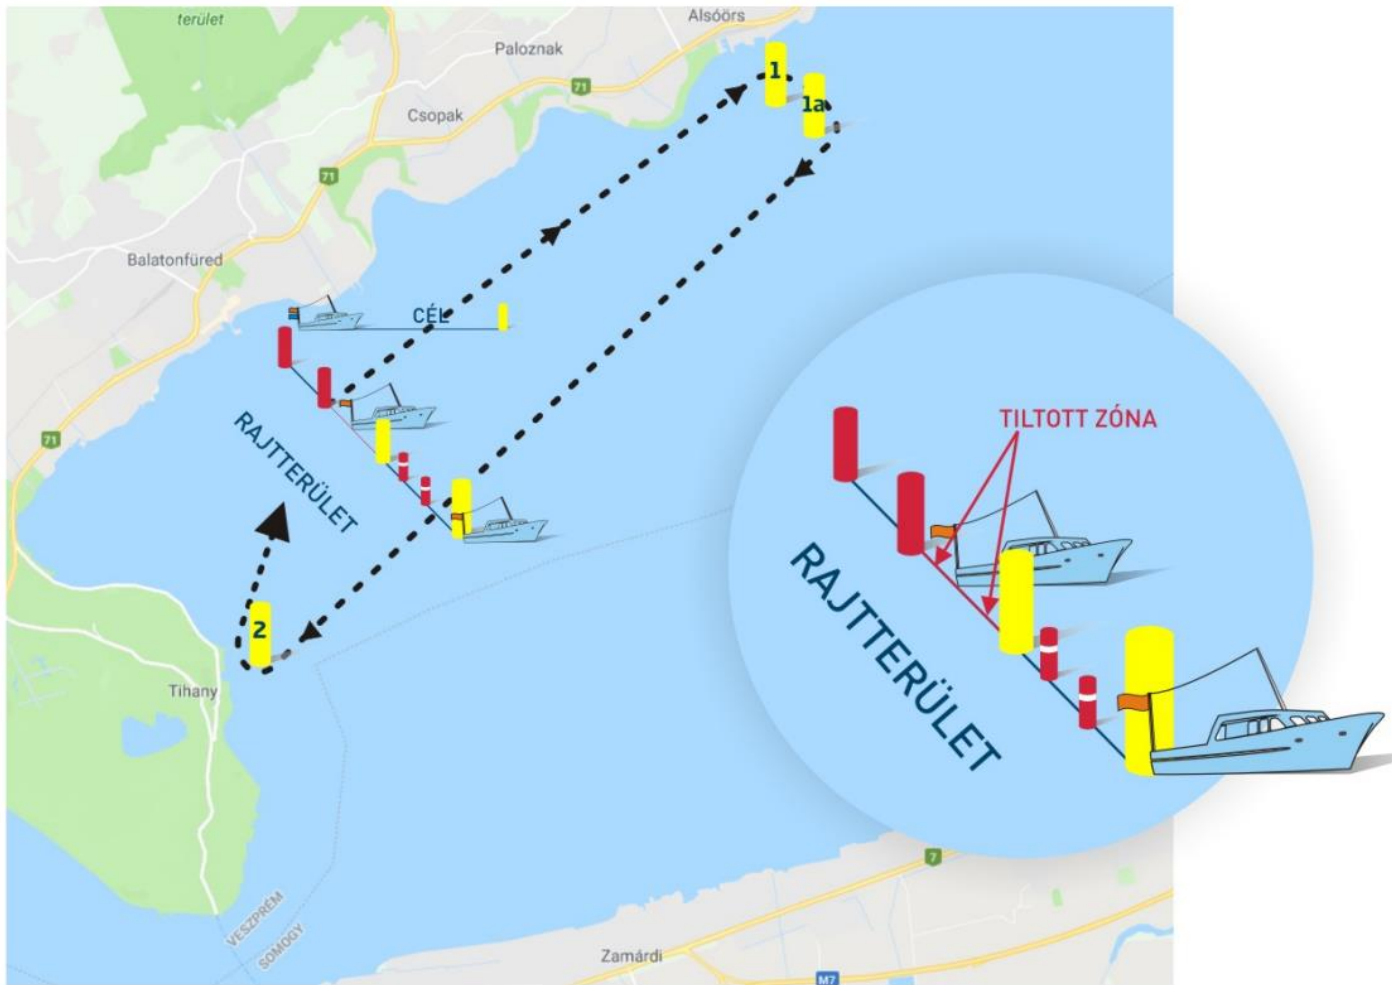 terület
Alsóörs
Paloznak
71
Csopak
71
Balatonfüred
71
1
1a
CÉL
RAJTTERÜLET
2
Tihany
TILTOTT ZÓNA
RAJTTERÜLET
VESZPRÉM
SOMOGY
Zamárdi
7
M7